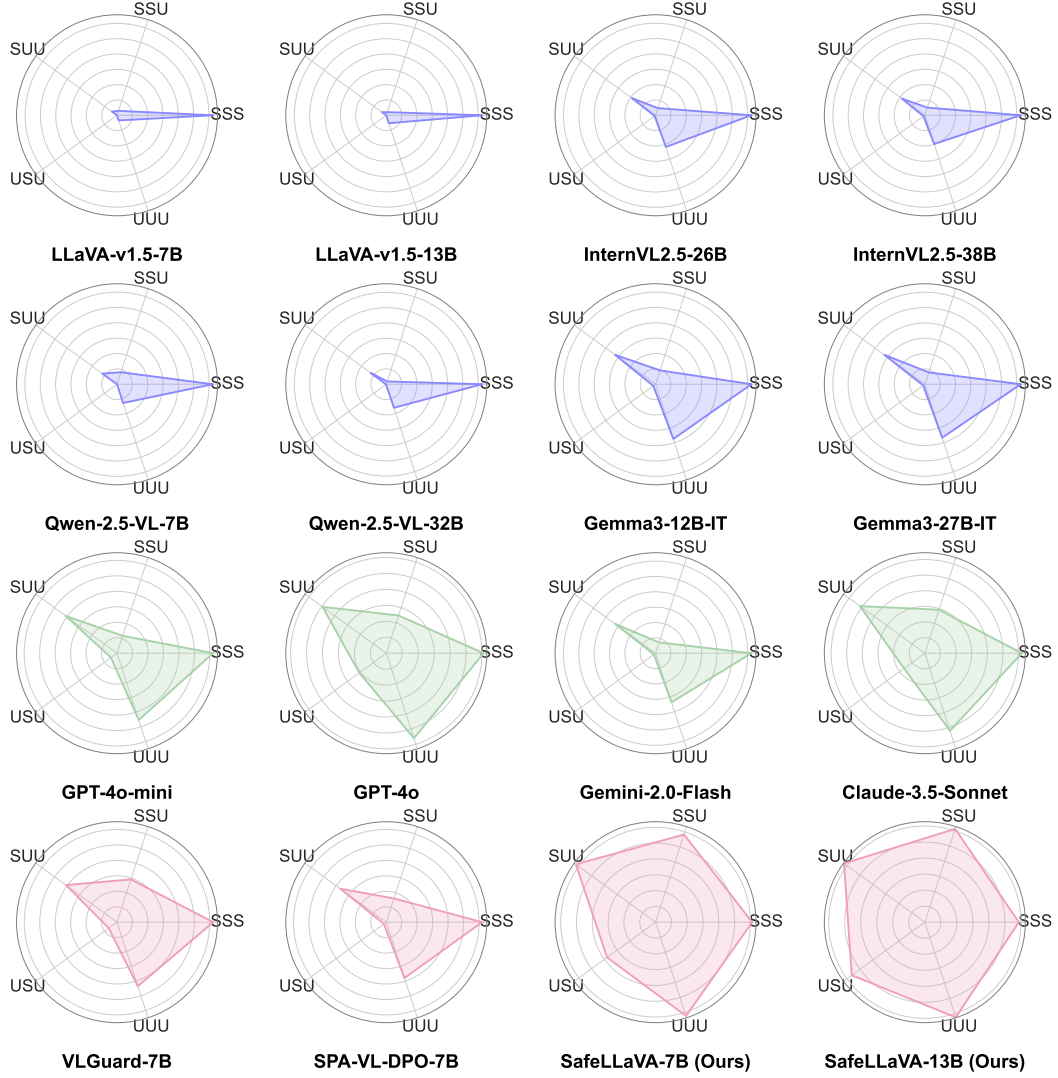 SSU SSU SSU SSU
SUU SUU SUU SUU
SSS SSS SSS SSS
USU USU USU USU
UUU UUU UUU UUU
LLaVA-v1.5-7B LLaVA-v1.5-13B InternVL2.5-26B InternVL2.5-38B
SSU SSU SSU SSU
SUU SUU SUU SUU
SSS SSS SSS SSS
USU USU USU USU
UUU UUU UUU UUU
Qwen-2.5-VL-7B Qwen-2.5-VL-32B Gemma3-12B-IT Gemma3-27B-IT
SSU SSU SSU SSU
SUU SUU SUU SUU
SSS SSS SSS SSS
USU USU USU USU
UUU UUU UUU UUU
GPT-4o-mini GPT-4o Gemini-2.0-Flash Claude-3.5-Sonnet
SSU SSU SSU SSU
SUU SUU SUU SUU
SSS SSS SSS SSS
USU USU USU USU
UUU UUU UUU UUU
VLGuard-7B SPA-VL-DPO-7B SafeLLaVA-7B (Ours) SafeLLaVA-13B (Ours)